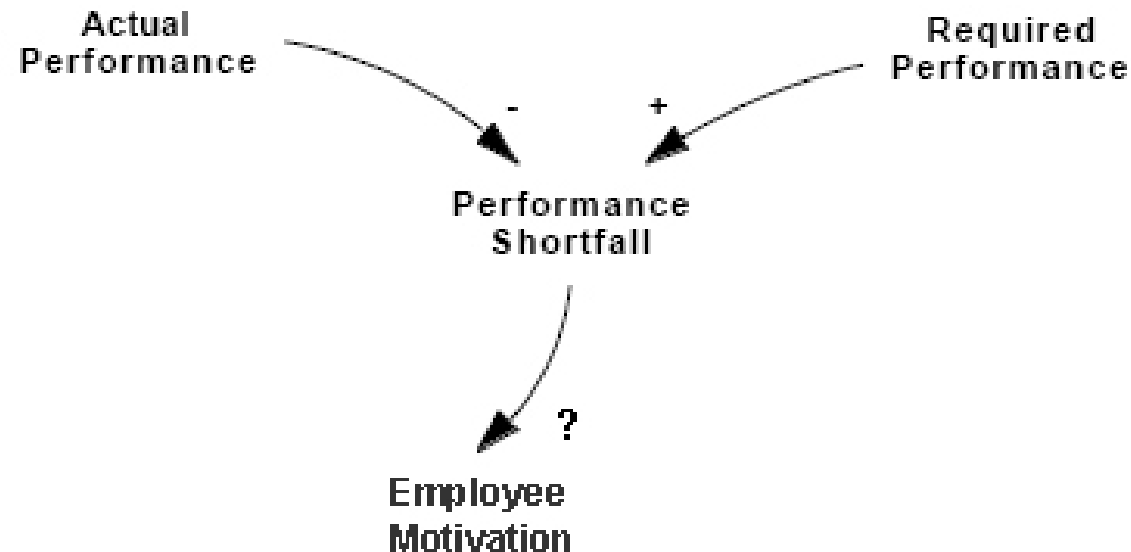 Actual
Performance
Required
Performance
-
+
Performance
Shortfall
?
Employee
Motivation